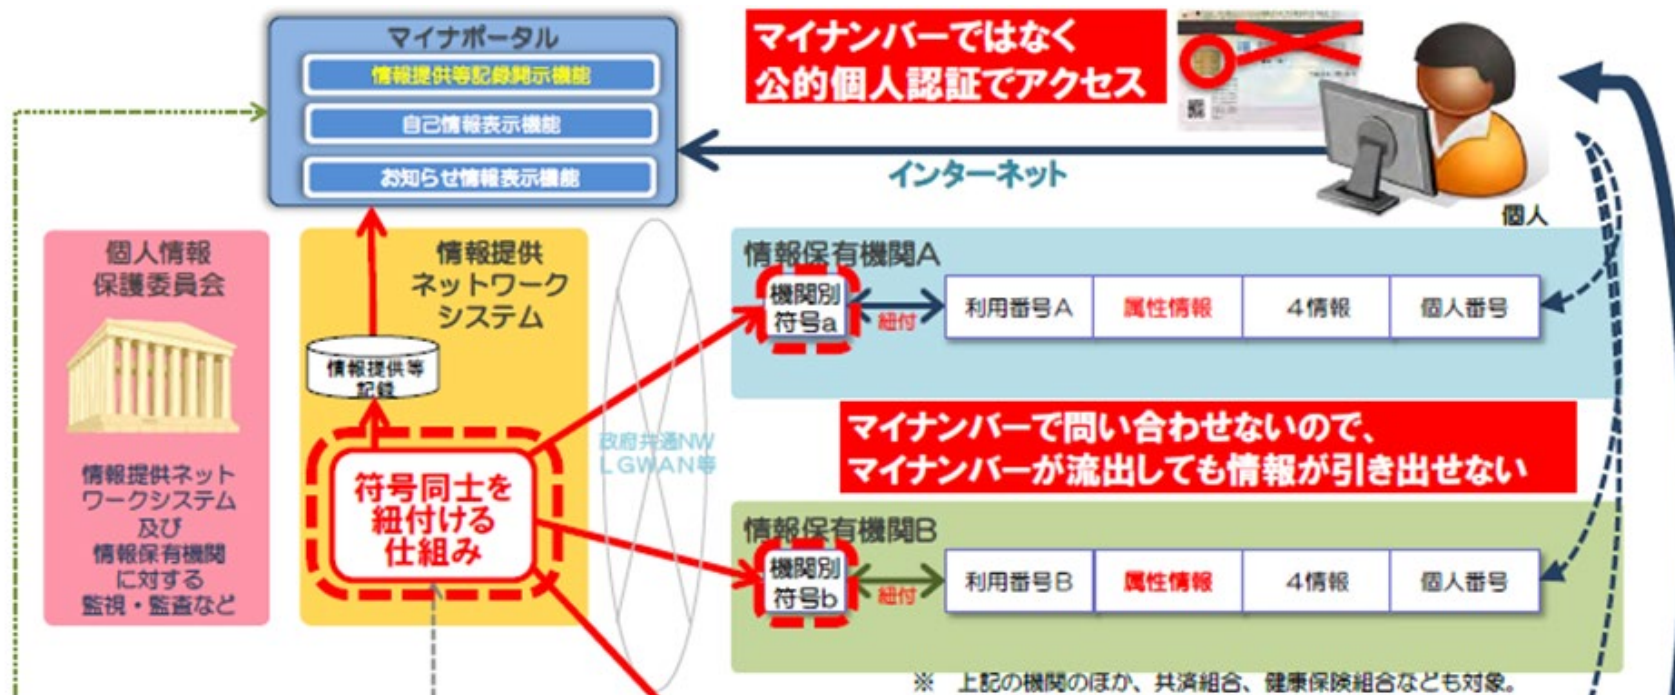 マイナポータル
情報提供等記録開示機能
自己情報表示機能
お知らせ情報表示機能
マイナンバーではなく
公的個人認証でアクセス
インターネット
個人
個人情報
保護委員会
情報提供ネット
ワークシステム
及び
情報保有機関
に対する
監視・監査など
情報提供
ネットワーク
システム
情報提供等
記録
符号同士を
紐付ける
仕組み
政府共通NW
LGWAN等
情報保有機関A
機関別
符号a
紐付
利用番号A
属性情報
4情報
個人番号
マイナンバーで問い合わせないので、
マイナンバーが流出しても情報が引き出せない
情報保有機関B
機関別
符号b
紐付
利用番号B
属性情報
4情報
個人番号
※ 上記の機関のほか、共済組合、健康保険組合なども対象。